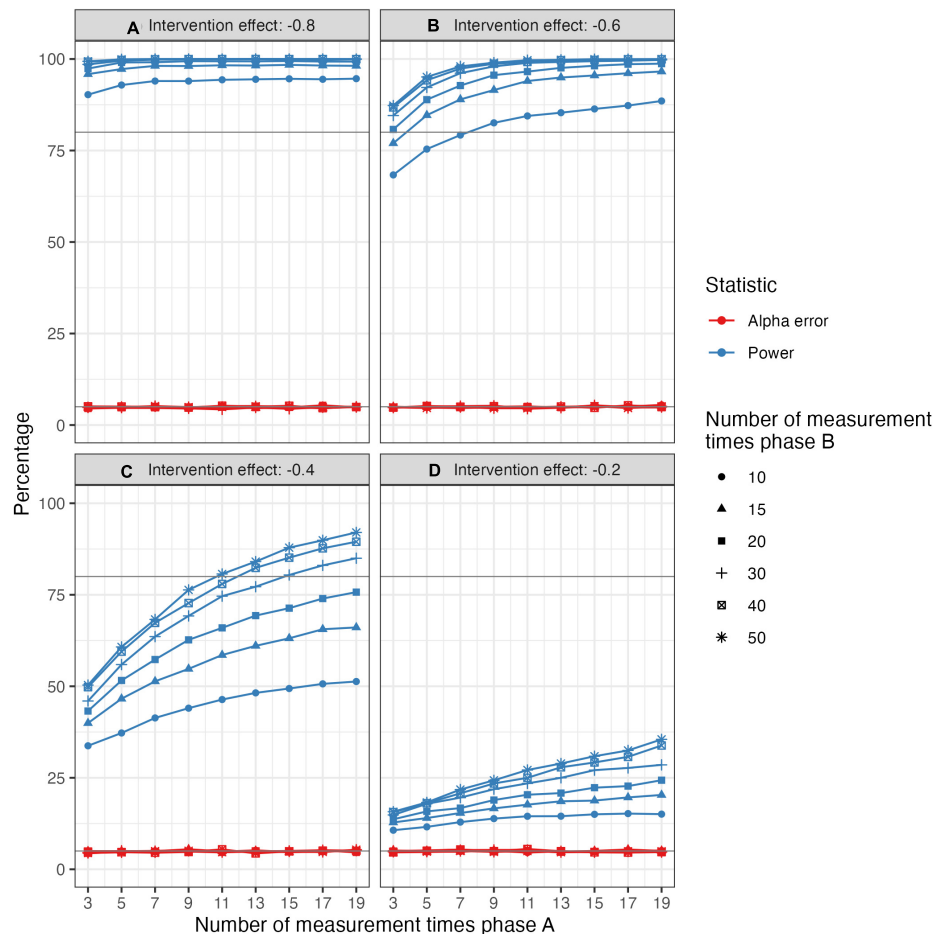 A Intervention effect: -0.8
B Intervention effect: -0.6
100
75
50
25
0
C Intervention effect: -0.4
D Intervention effect: -0.2
100
75
50
25
0
3 5 7 9 11 13 15 17 19
3 5 7 9 11 13 15 17 19
Number of measurement times phase A
Percentage
Statistic
Alpha error
Power
Number of measurement
times phase B
10
15
20
30
40
50